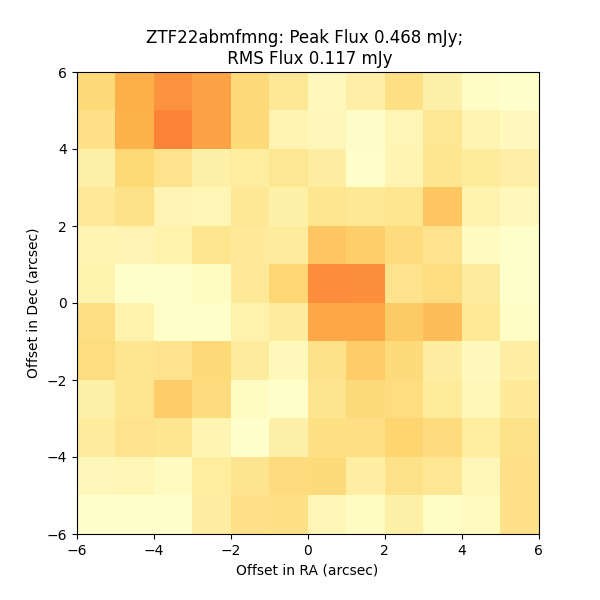 ZTF22abmfmng: Peak Flux 0.468 mJy;
RMS Flux 0.117 mJy
6
4
2
0
−2
−4
−6
Offset in Dec (arcsec)
−6 −4 −2 0 2 4 6
Offset in RA (arcsec)